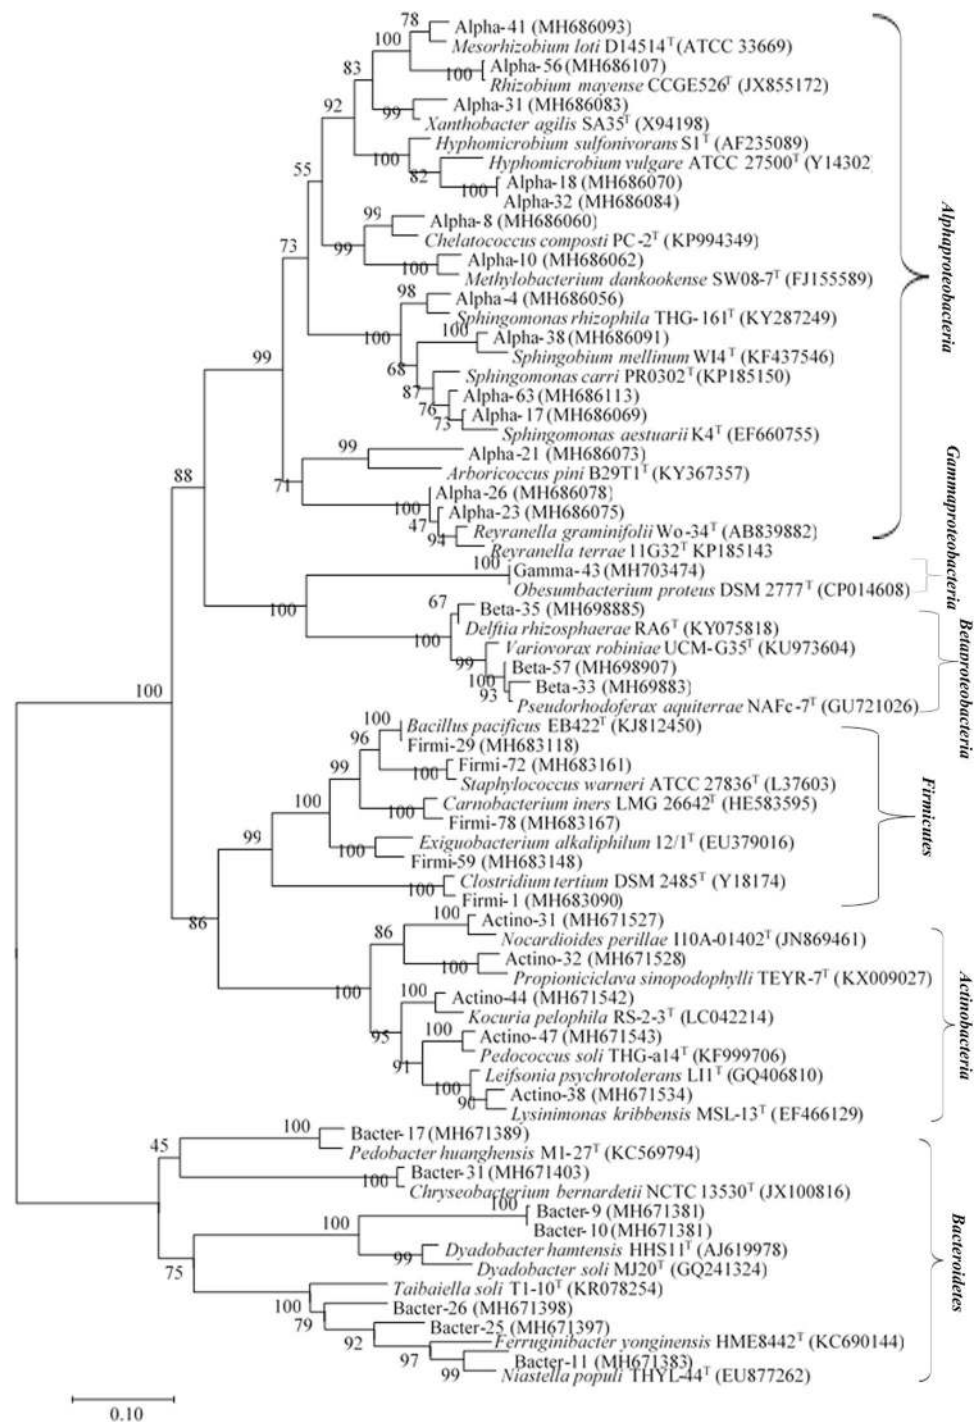 78
Alpha-41 (MH686093)
100
Mesorhizobium loti D14514T (ATCC 33669)
Alpha-56 (MH686107)
83
100
Rhizobium mayense CCGE526T (JX855172)
Alpha-31 (MH686083)
92
99
Xanthobacter agilis SA35T (X94198)
Hyphomicrobium sulfonivorans S1T (AF235089)
100
Hyphomicrobium vulgare ATCC 27500T (Y14302
55
82
Alpha-18 (MH686070)
100
Alpha-32 (MH686084)
99
Alpha-8 (MH686060)
73
99
Chelatococcus composti PC-2T (KP994349)
Alpha-10 (MH686062)
100
Methylobacterium dankookense SW08-7T (FJ155589)
98
Alpha-4 (MH686056)
Sphingomonas rhizophila THG-161T (KY287249)
100
100
Alpha-38 (MH686091)
99
Sphingobium mellinum WI4T (KF437546)
68
Sphingomonas carri PR0302T (KP185150)
87
Alpha-63 (MH686113)
76
Alpha-17 (MH686069)
73
Sphingomonas aestuarii K4T (EF660755)
99
Alpha-21 (MH686073)
88
Arboricoccus pini B29T1T (KY367357)
71
Alpha-26 (MH686078)
100
Alpha-23 (MH686075)
47
Reyranella graminifolii Wo-34T (AB839882)
94
Reyranella terrae 11G32T KP185143
Alphaproteobacteria
100
Gamma-43 (MH703474)
Obesumbacterium proteus DSM 2777T (CP014608)
Gammaproteobacteria
100
67
Beta-35 (MH698885)
Delftia rhizosphaerae RA6T (KY075818)
100
Variovorax robiniae UCM-G35T (KU973604)
99
Beta-57 (MH698907)
100
Beta-33 (MH69883)
93
Pseudorhodoferax aquiterrae NAFc-7T (GU721026)
Betaproteobacteria
100
100
Bacillus pacificus EB422T (KJ812450)
96
Firmi-29 (MH683118)
99
Firmi-72 (MH683161)
100
Staphylococcus warneri ATCC 27836T (L37603)
100
Carnobacterium iners LMG 26642T (HE583595)
100
Firmi-78 (MH683167)
99
Exiguobacterium alkaliphilum 12/1T (EU379016)
100
Firmi-59 (MH683148)
Clostridium tertium DSM 2485T (Y18174)
100
Firmi-1 (MH683090)
Firmicutes
86
100
Actino-31 (MH671527)
86
Nocardioides perillae I10A-01402T (JN869461)
Actino-32 (MH671528)
100
Propioniciclava sinopodophylli TEYR-7T (KX009027)
100
100
Actino-44 (MH671542)
Kocuria pelophila RS-2-3T (LC042214)
95
100
Actino-47 (MH671543)
Pedococcus soli THG-a14T (KF999706)
91
Leifsonia psychrotolerans LI1T (GQ406810)
100
Actino-38 (MH671534)
90
Lysinimonas kribbensis MSL-13T (EF466129)
Actiinobacteria
100
Bacter-17 (MH671389)
45
Pedobacter huanghensis M1-27T (KC569794)
Bacter-31 (MH671403)
100
Chryseobacterium bernardetii NCTC 13530T (JX100816)
100
Bacter-9 (MH671381)
100
Bacter-10 (MH671381)
Dyadobacter hamtensis HHS11T (AJ619978)
99
Dyadobacter soli MJ20T (GQ241324)
75
Taibaiella soli T1-10T (KR078254)
100
Bacter-26 (MH671398)
79
Bacter-25 (MH671397)
92
Ferruginibacter yonginensis HME8442T (KC690144)
97
Bacter-11 (MH671383)
99
Niastella populi THYL-44T (EU877262)
Bacteroidetes
0.10